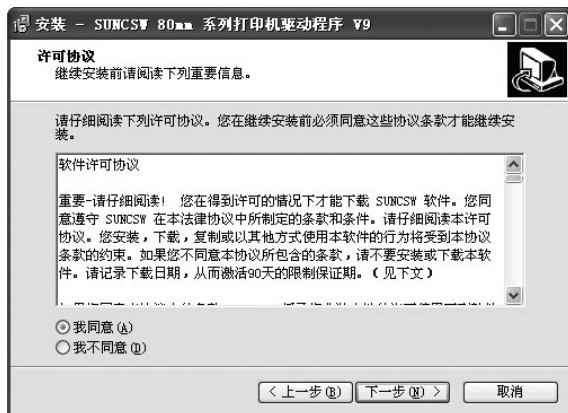 安装 - SUNCSW 80mm 系列打印机驱动程序 V9
许可协议
继续安装前请阅读下列重要信息。
请仔细阅读下列许可协议。您在继续安装前必须同意这些协议条款才能继续安
装。
软件许可协议
重要-请仔细阅读! 您在得到许可的情况下才能下载 SUNCSW 软件。您同
意遵守 SUNCSW 在本法律协议中所制定的条款和条件。请仔细阅读本许可
协议。您安装,下载,复制或以其他方式使用本软件的行为将受到本协议
条款的约束。如果您不同意本协议所包含的条款,请不要安装或下载本软
件。请记录下载日期,从而激活90天的限制保证期。(见下文)
我同意(A)
我不同意(D)
< 上一步(B)
下一步(N) >
取消